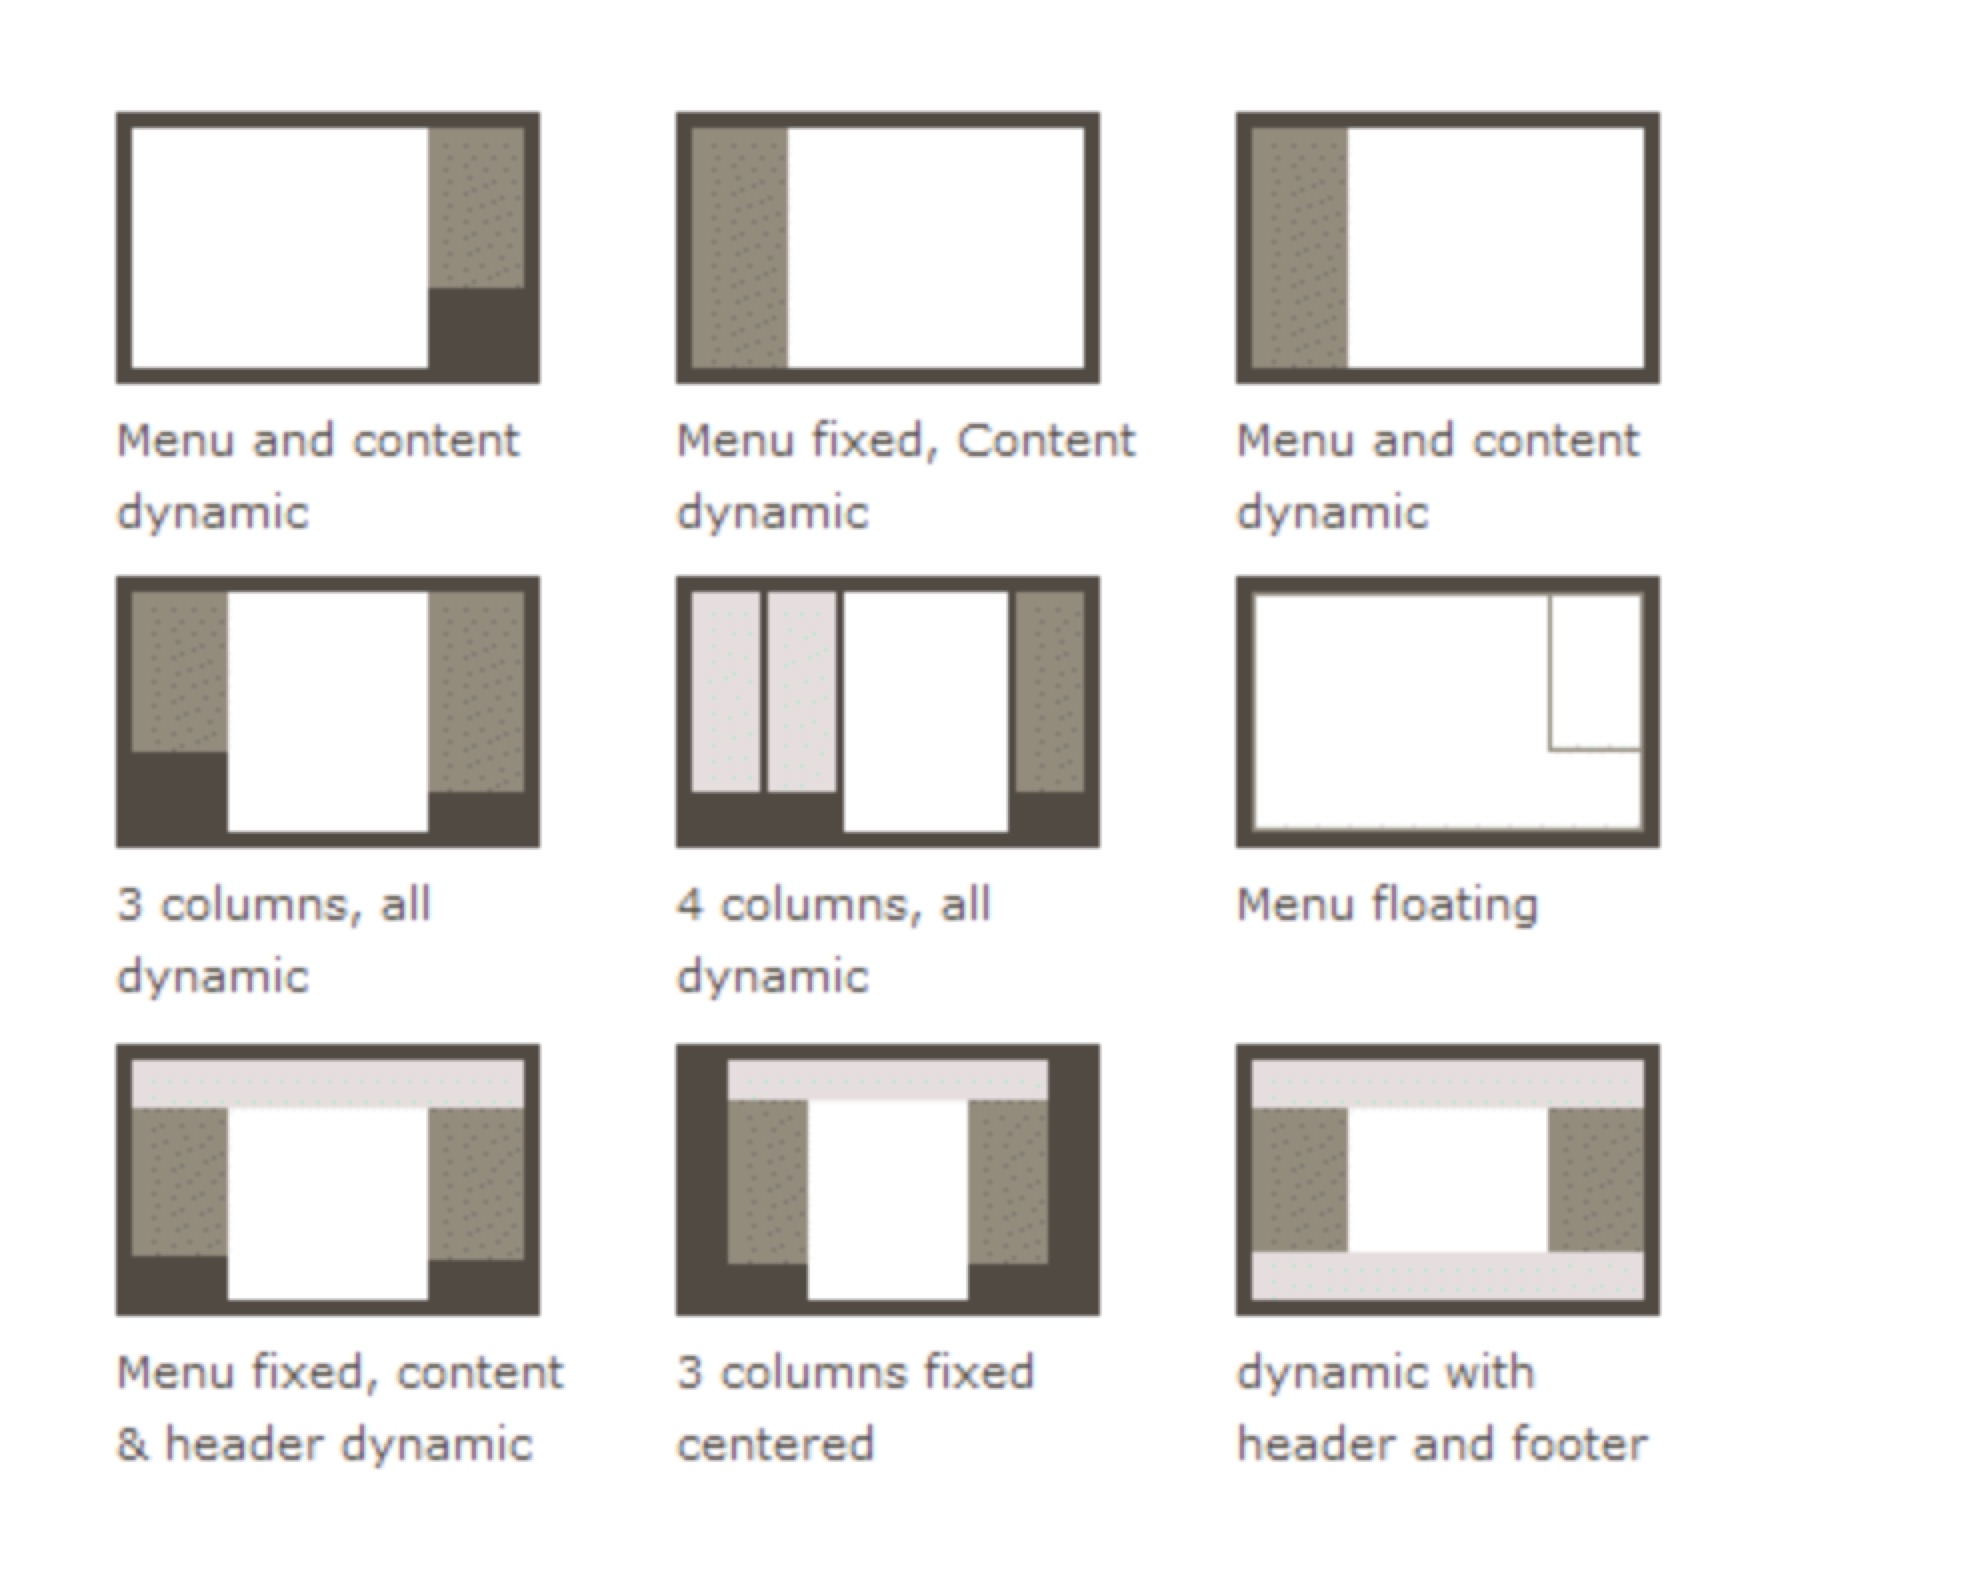 Menu and content
dynamic
Menu fixed, Content
dynamic
Menu and content
dynamic
3 columns, all
dynamic
4 columns, all
dynamic
Menu floating
Menu fixed, content
& header dynamic
3 columns fixed
centered
dynamic with
header and footer